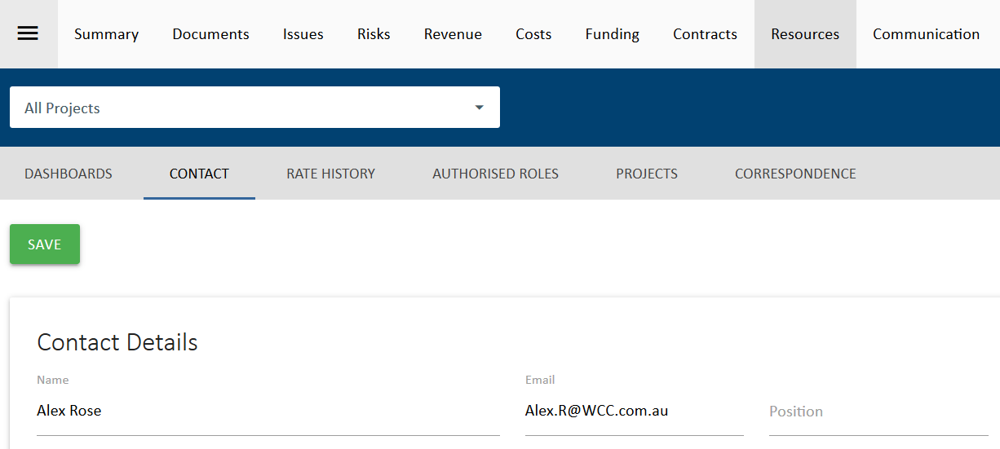 Summary Documents Issues Risks Revenue Costs Funding Contracts Resources Communication
All Projects
DASHBOARDS CONTACT RATE HISTORY AUTHORISED ROLES PROJECTS CORRESPONDENCE
SAVE
Contact Details
Name Email
Alex Rose Alex.R@WCC.com.au Position